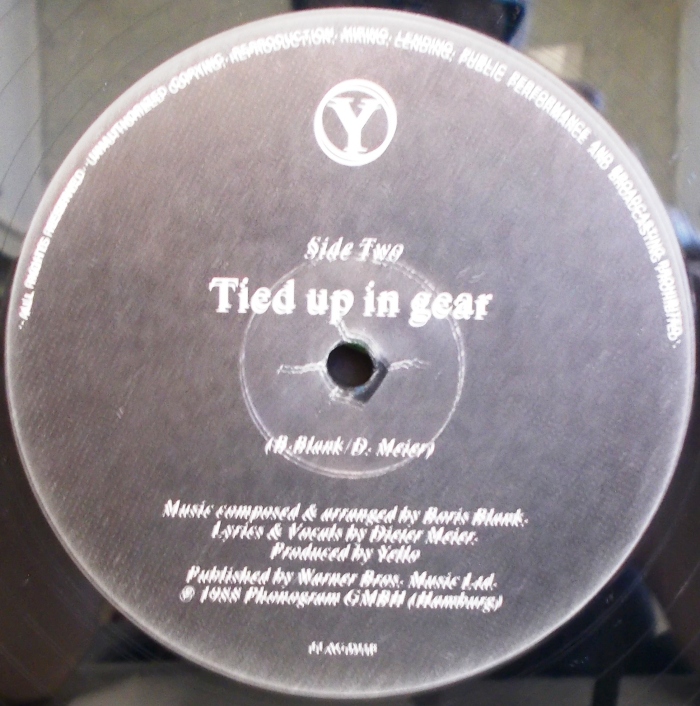 ·ALL RIGHTS RESERVED· UNAUTHORISED COPYING, REPRODUCTION, HIRING, LENDING, PUBLIC PERFORMANCE AND BROADCASTING PROHIBITED·
Y
Side Two
Tied up in gear
(B.Blank/D. Meier)
Music composed & arranged by Boris Blank.
Lyrics & Vocals by Dieter Meier.
Produced by Yello
Published by Warner Bros. Music Ltd.
℗ 1988 Phonogram GMBH (Hamburg)